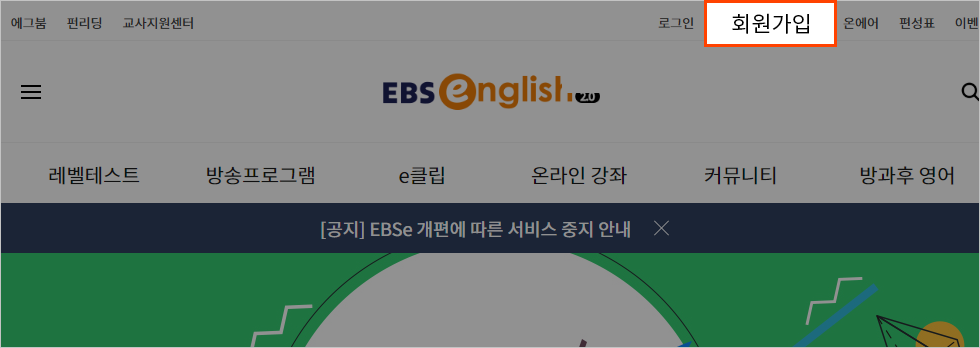 에그붐 펀리딩 교사지원센터 로그인 회원가입 온에어 편성표 이벤
EBS english 2.0
레벨테스트 방송프로그램 e클립 온라인 강좌 커뮤니티 방과후 영어
[공지] EBSe 개편에 따른 서비스 중지 안내